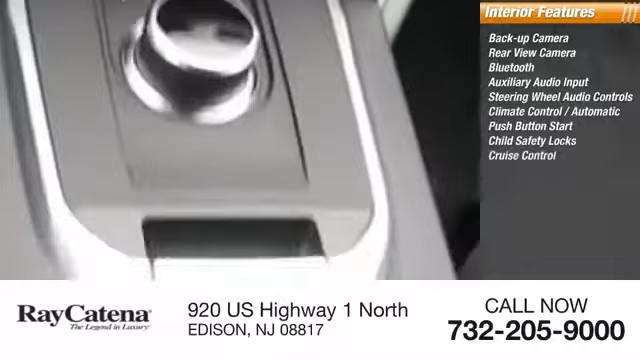 Interior Features
Back-up Camera
Rear View Camera
Bluetooth
Auxiliary Audio Input
Steering Wheel Audio Controls
Climate Control / Automatic
Push Button Start
Child Safety Locks
Cruise Control
RayCatena®
The Legend in Luxury®
920 US Highway 1 North
EDISON, NJ 08817
CALL NOW
732-205-9000